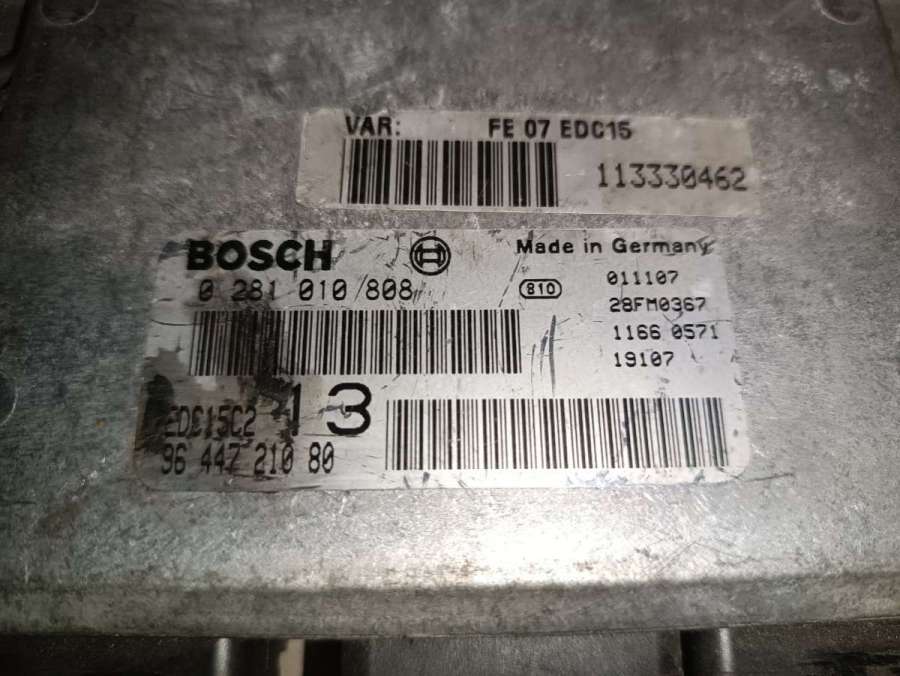 VAR: FE 07 EDC15
113330462
BOSCH
Made in Germany
0 281 010 808
810
011107
28FM0367
1166 0571
19107
13
EDC15C2
96 447 210 80